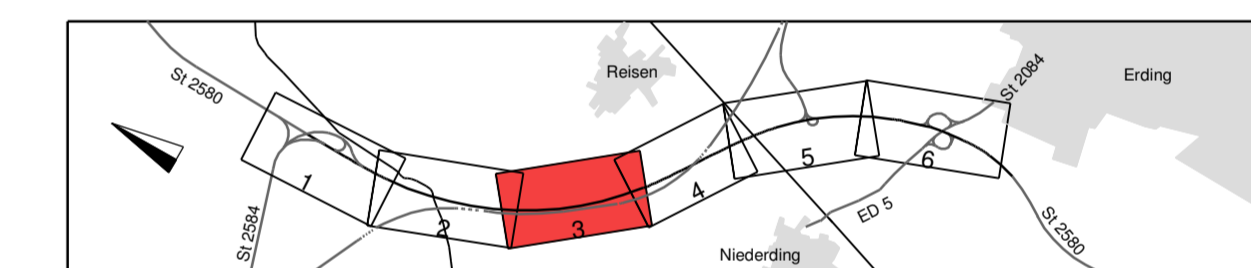 St 2580
Reisen
St 2084
Erding
1
2
3
4
5
6
St 2584
ED 5
St 2580
Niederding